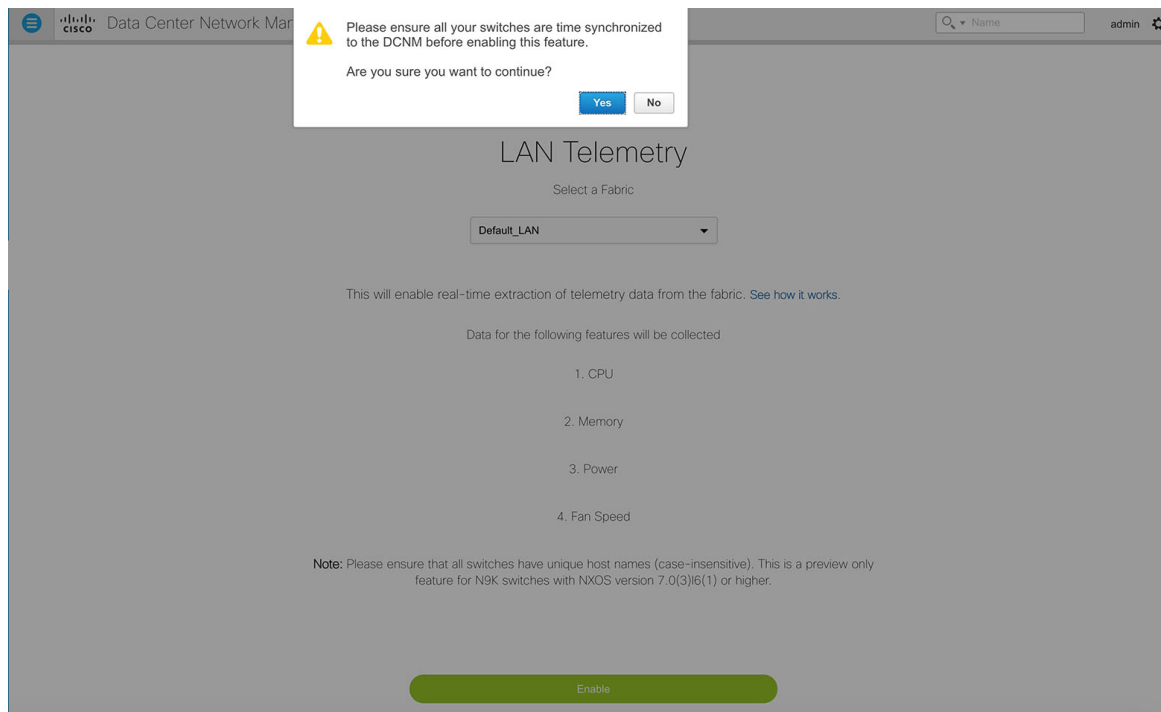 cisco Data Center Network Mar
Name
admin
Please ensure all your switches are time synchronized
to the DCNM before enabling this feature.
Are you sure you want to continue?
Yes No
LAN Telemetry
Select a Fabric
Default_LAN
This will enable real-time extraction of telemetry data from the fabric. See how it works.
Data for the following features will be collected
1. CPU
2. Memory
3. Power
4. Fan Speed
Note: Please ensure that all switches have unique host names (case-insensitive). This is a preview only
feature for N9K switches with NXOS version 7.0(3)I6(1) or higher.
Enable